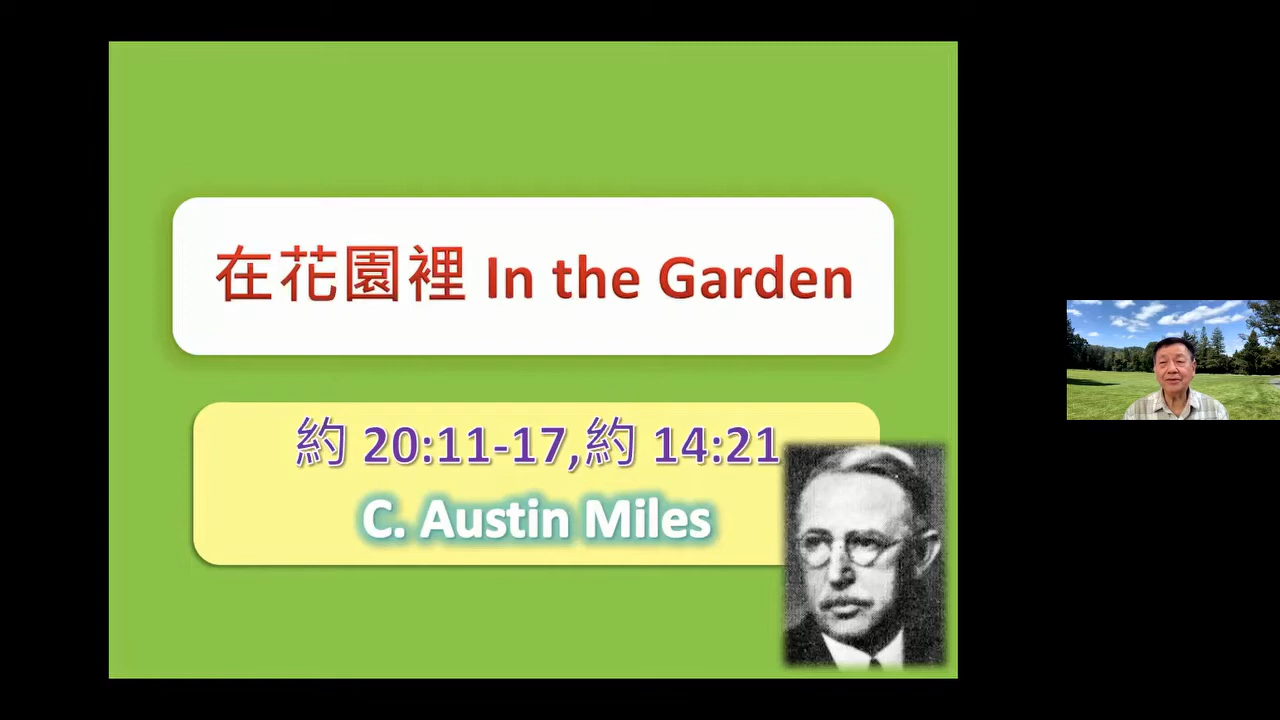 在花園裡 In the Garden
約 20:11-17,約 14:21
C. Austin Miles